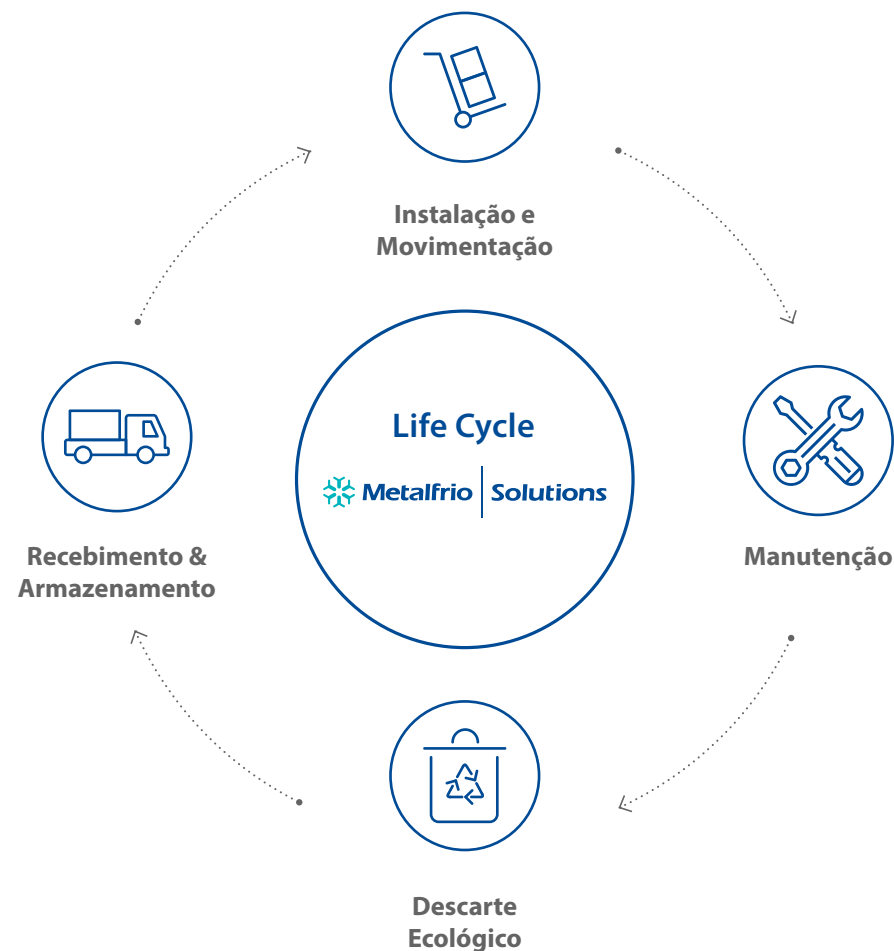 Instalação e
Movimentação
Life Cycle
Metalfrio Solutions
Recebimento &
Armazenamento
Manutenção
Descarte
Ecológico